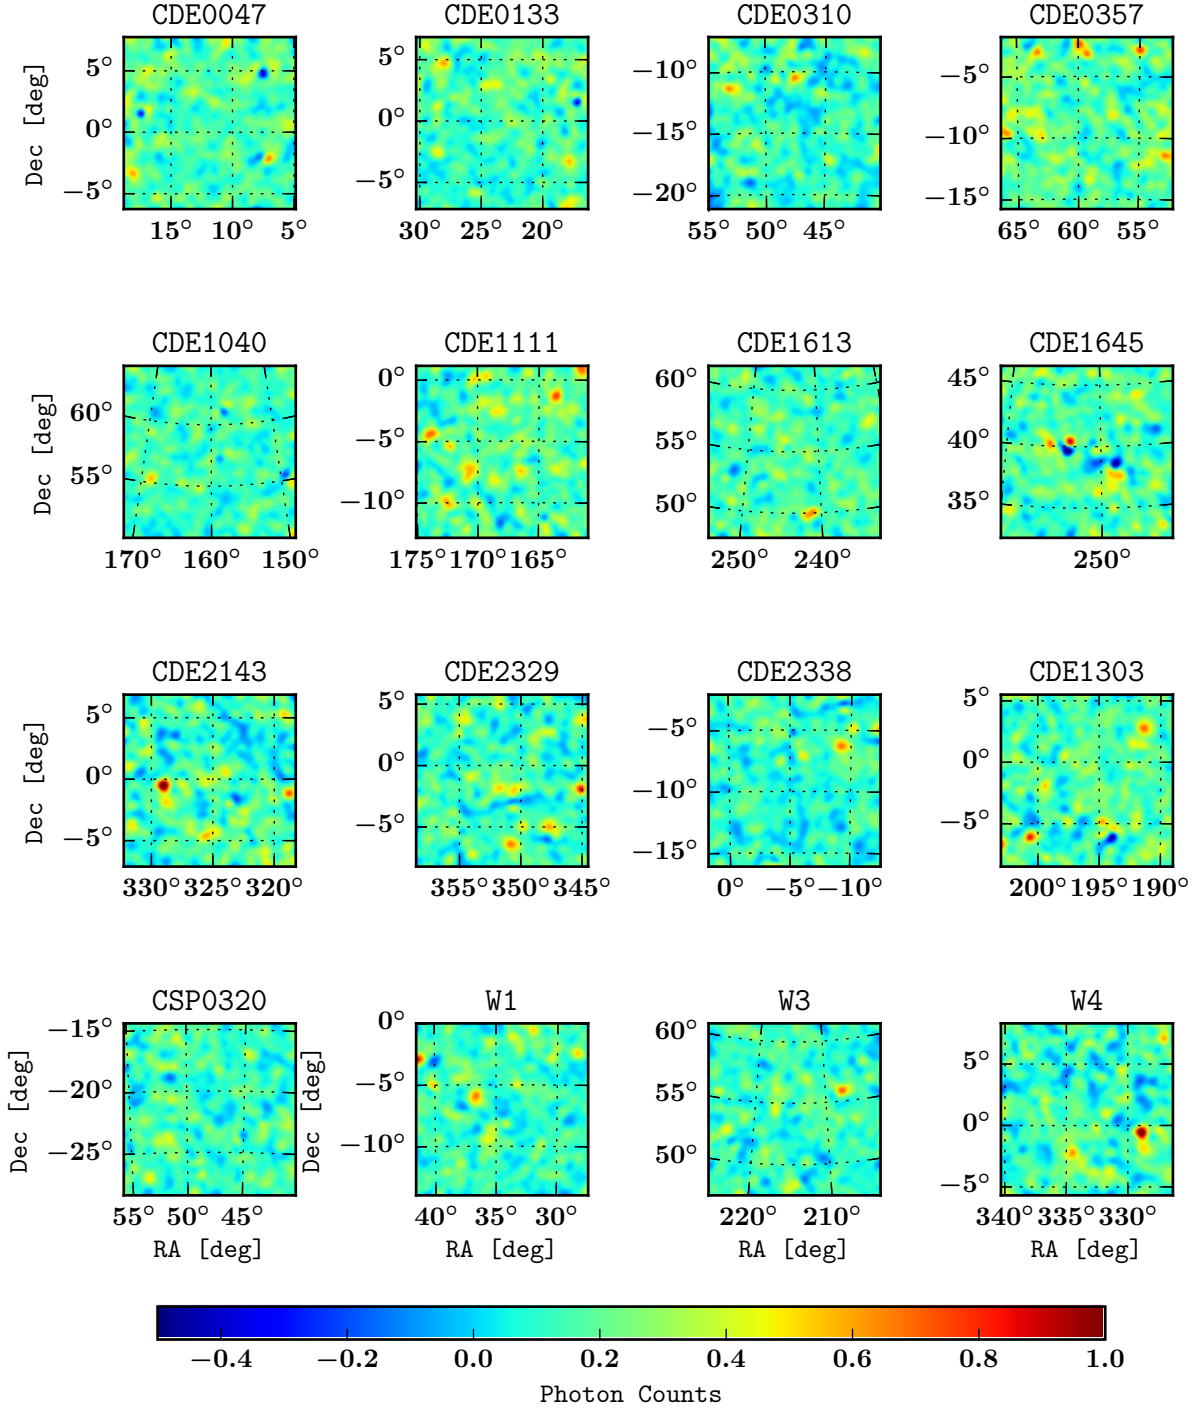 CDE0047 CDE0133 CDE0310 CDE0357
Dec [deg]
5° 0° −5°
15° 10° 5°
5° 0° −5°
30° 25° 20°
−10° −15° −20°
55° 50° 45°
−5° −10° −15°
65° 60° 55°
CDE1040 CDE1111 CDE1613 CDE1645
Dec [deg]
60° 55°
170° 160° 150°
0° −5° −10°
175° 170° 165°
60° 55° 50°
250° 240°
45° 40° 35°
250°
CDE2143 CDE2329 CDE2338 CDE1303
Dec [deg]
5° 0° −5°
330° 325° 320°
5° 0° −5°
355° 350° 345°
−5° −10° −15°
0° −5° −10°
5° 0° −5°
200° 195° 190°
CSP0320 W1 W3 W4
Dec [deg]
−15° −20° −25°
55° 50° 45°
RA [deg]
Dec [deg]
0° −5° −10°
40° 35° 30°
RA [deg]
60° 55° 50°
220° 210°
RA [deg]
5° 0° −5°
340° 335° 330°
RA [deg]
−0.4 −0.2 0.0 0.2 0.4 0.6 0.8 1.0
Photon Counts